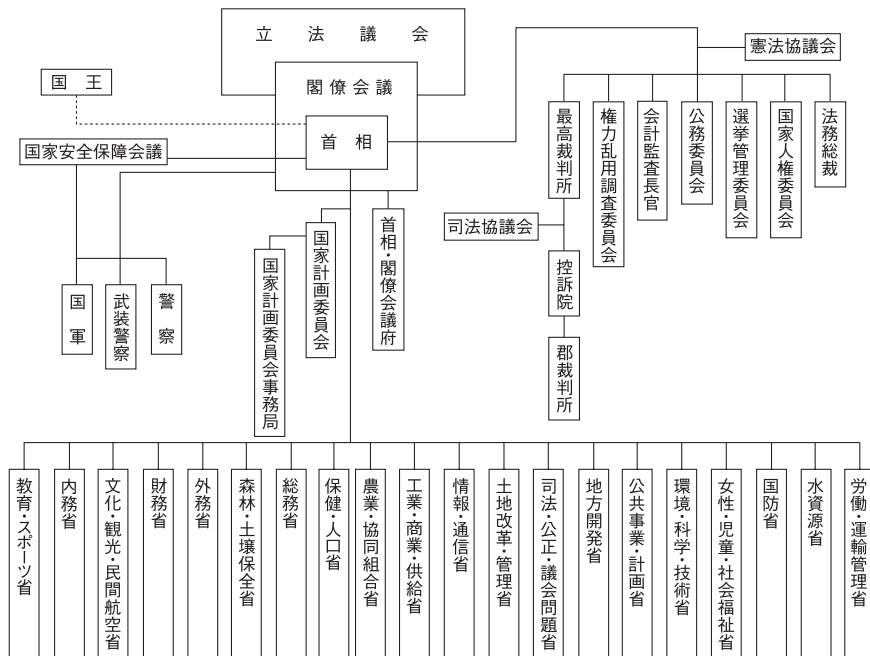 立法議会
閣僚会議
首相
国王
国家安全保障会議
国軍
武装警察
警察
国家計画委員会事務局
国家計画委員会
首相・閣僚会議府
憲法協議会
最高裁判所
権力乱用調査委員会
会計監査長官
公務委員会
選挙管理委員会
国家人権委員会
法務総裁
司法協議会
控訴院
郡裁判所
教育・スポーツ省
内務省
文化・観光・民間航空省
財務省
外務省
森林・土壌保全省
総務省
保健・人口省
農業・協同組合省
工業・商業・供給省
情報・通信省
土地改革・管理省
司法・公正・議会問題省
地方開発省
公共事業・計画省
環境・科学・技術省
女性・児童・社会福祉省
国防省
水資源省
労働・運輸管理省